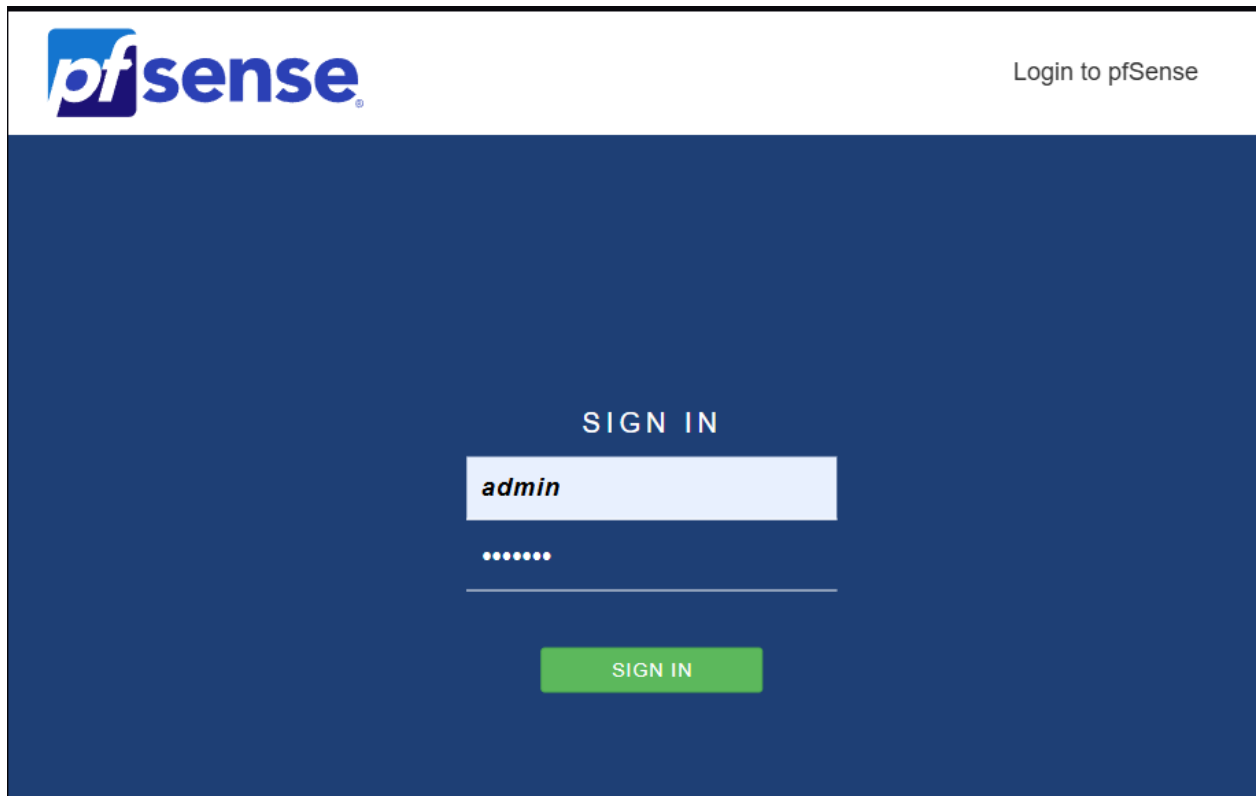 pfsense®
Login to pfSense
SIGN IN
admin
•••••••
SIGN IN